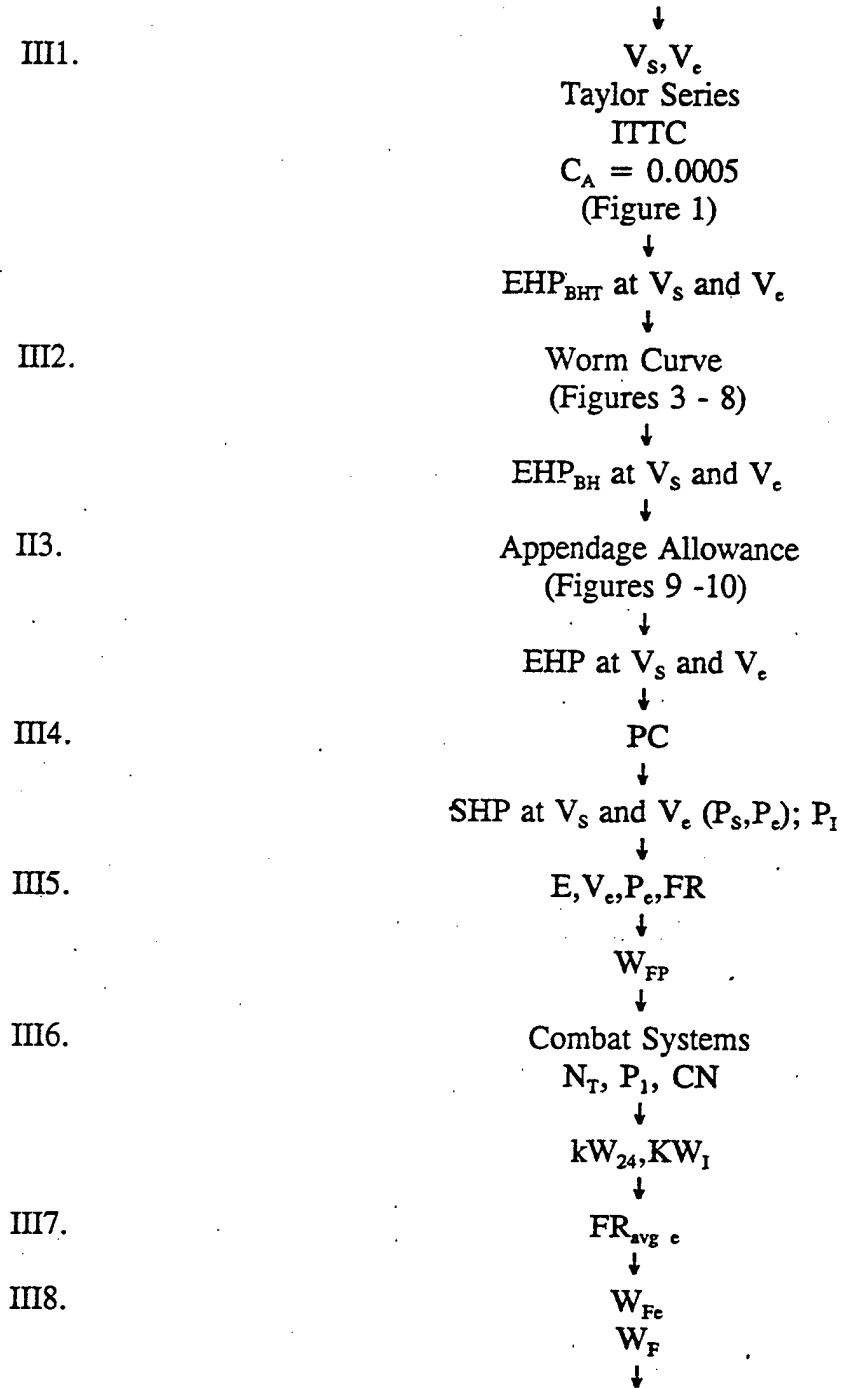 ↓
III1. V_S,V_e
Taylor Series
ITTC
C_A = 0.0005
(Figure 1)
↓
EHP_BHT at V_S and V_e
↓
III2. Worm Curve
(Figures 3 - 8)
↓
EHP_BH at V_S and V_e
↓
II3. Appendage Allowance
(Figures 9 -10)
↓
EHP at V_S and V_e
↓
III4. PC
↓
SHP at V_S and V_e (P_S,P_e); P_I
↓
III5. E,V_e,P_e,FR
↓
W_FP
↓
III6. Combat Systems
N_T, P_1, CN
↓
kW_24,KW_I
↓
III7. FR_avg e
↓
III8. W_Fe
W_F
↓